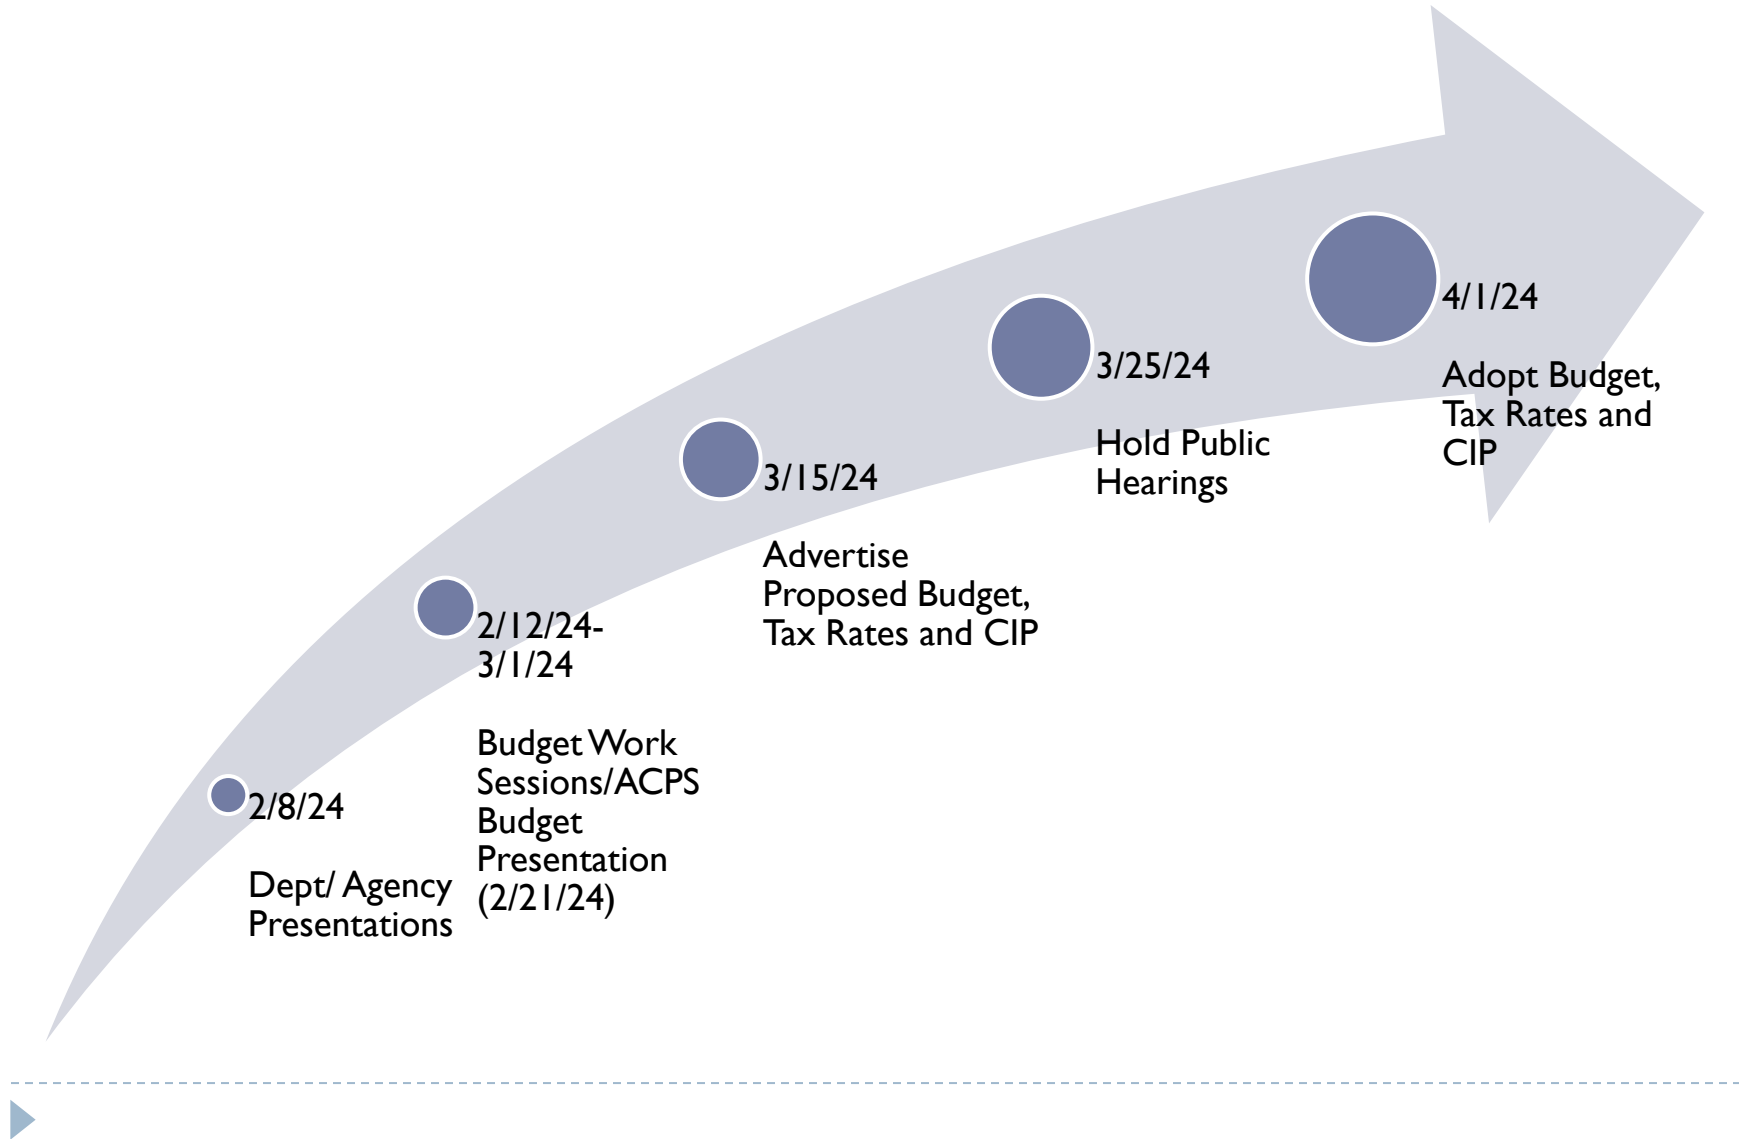 2/8/24
Dept/ Agency
Presentations
2/12/24-
3/1/24
Budget Work
Sessions/ACPS
Budget
Presentation
(2/21/24)
3/15/24
Advertise
Proposed Budget,
Tax Rates and CIP
3/25/24
Hold Public
Hearings
4/1/24
Adopt Budget,
Tax Rates and
CIP